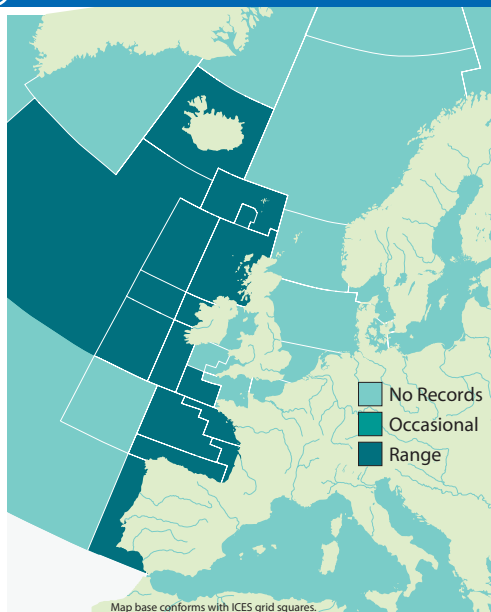 No Records
Occasional
Range
Map base conforms with ICES grid squares.